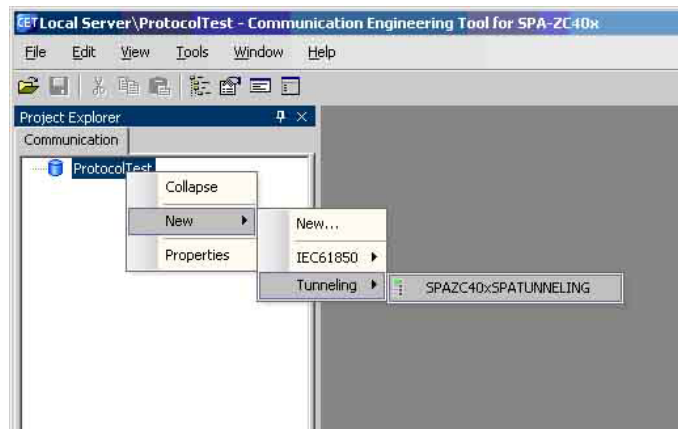 CET Local Server\ProtocolTest - Communication Engineering Tool for SPA-ZC40x
File Edit View Tools Window Help
Project Explorer
Communication
ProtocolTest
Collapse
New
Properties
New...
IEC61850
Tunneling
SPAZC40xSPATUNNELING